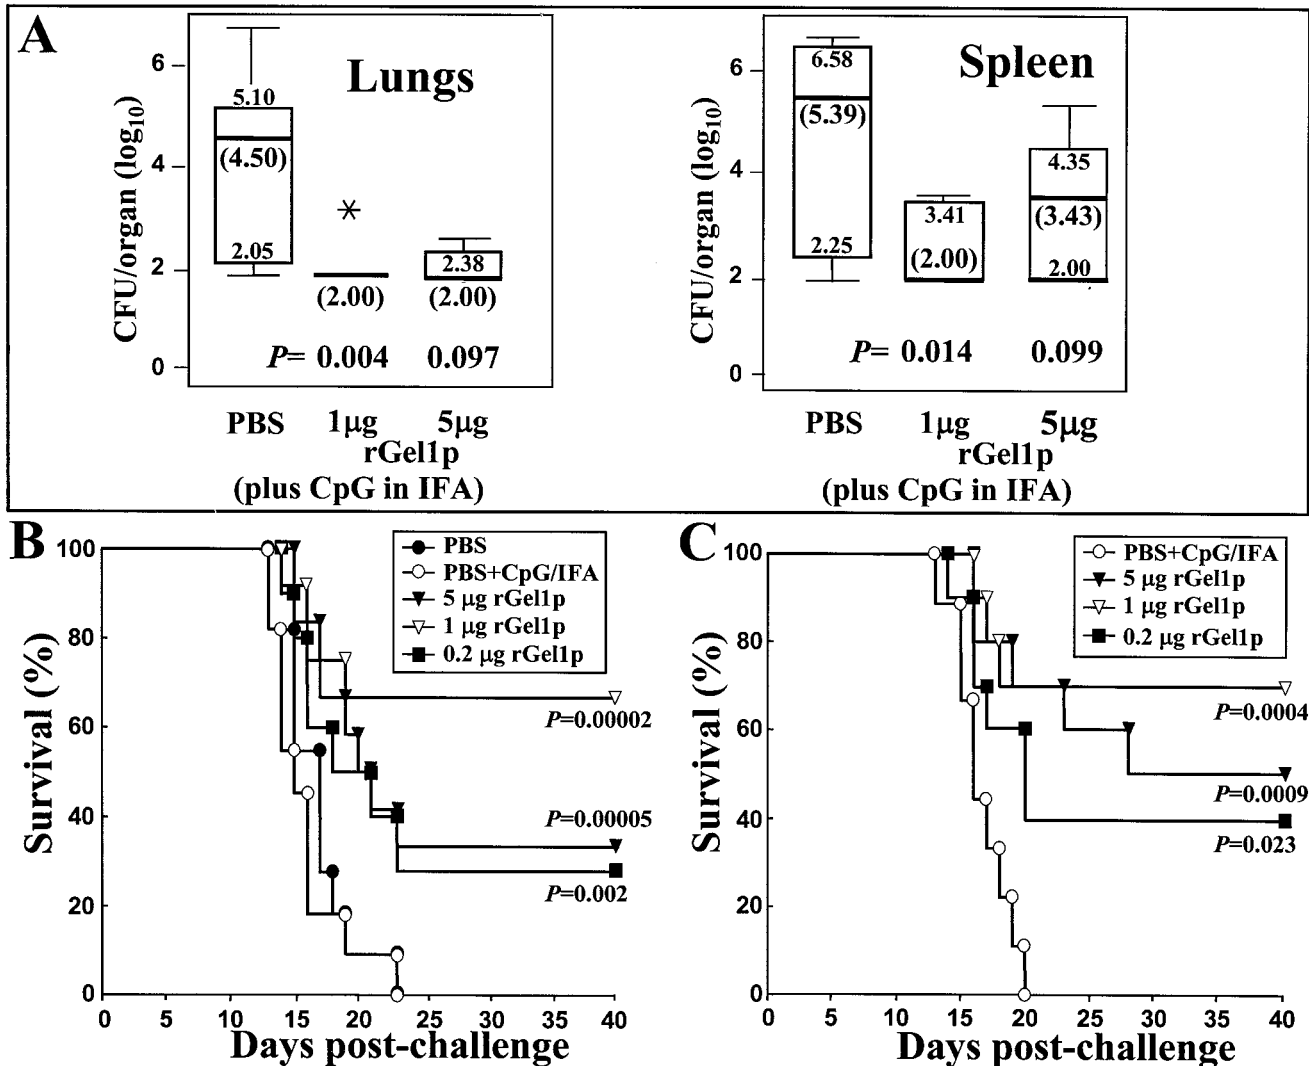 A
Lungs
CFU/organ (log10)
6
4
2
0
5.10
(4.50)
2.05
(2.00)
2.38
(2.00)
P= 0.004 0.097
PBS 1µg 5µg
rGel1p
(plus CpG in IFA)
Spleen
CFU/organ (log10)
6
4
2
0
6.58
(5.39)
2.25
3.41
(2.00)
4.35
(3.43)
2.00
P= 0.014 0.099
PBS 1µg 5µg
rGel1p
(plus CpG in IFA)
B
Survival (%)
100
80
60
40
20
0
PBS
PBS+CpG/IFA
5 µg rGel1p
1 µg rGel1p
0.2 µg rGel1p
P=0.00002
P=0.00005
P=0.002
0 5 10 15 20 25 30 35 40
Days post-challenge
C
Survival (%)
100
80
60
40
20
0
PBS+CpG/IFA
5 µg rGel1p
1 µg rGel1p
0.2 µg rGel1p
P=0.0004
P=0.0009
P=0.023
0 5 10 15 20 25 30 35 40
Days post-challenge